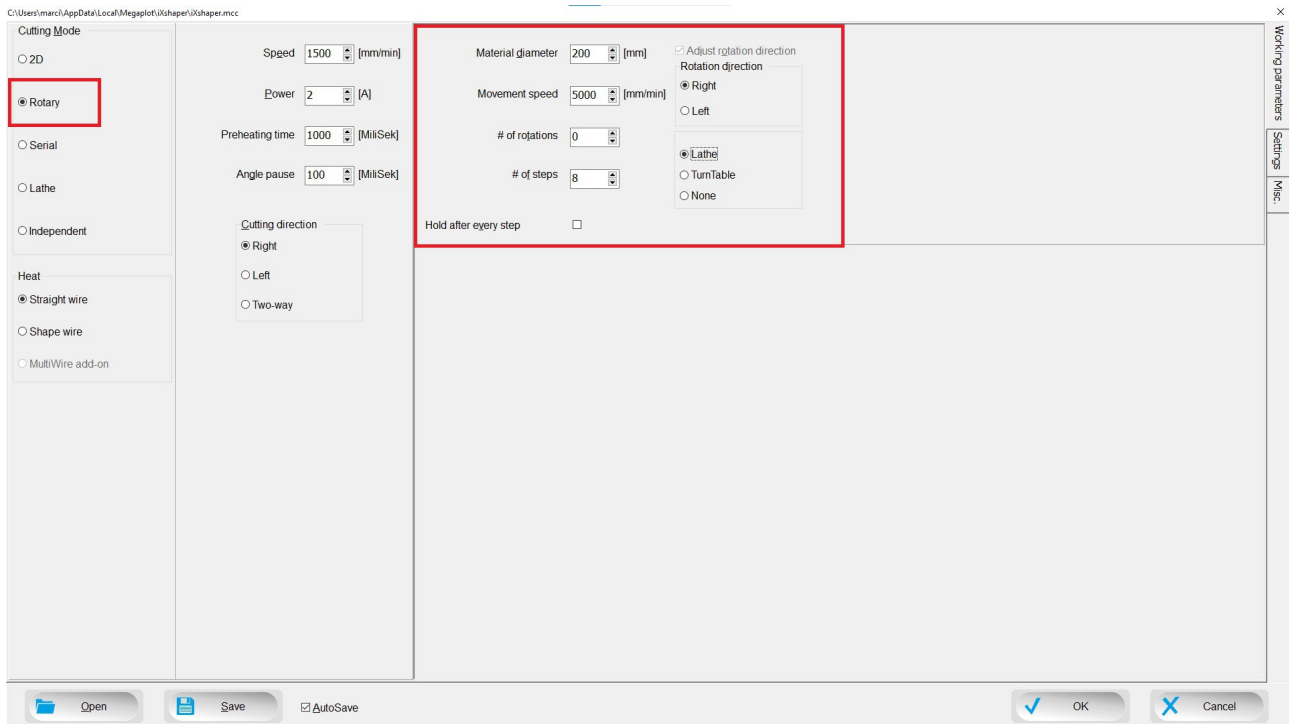 C:\Users\marci\AppData\Local\Megaplot\iXshaper\iXshaper.mcc
Cutting Mode
2D
Rotary
Serial
Lathe
Independent
Heat
Straight wire
Shape wire
MultiWire add-on
Speed 1500 [mm/min]
Power 2 [A]
Preheating time 1000 [MiliSek]
Angle pause 100 [MiliSek]
Cutting direction
Right
Left
Two-way
Material diameter 200 [mm]
Movement speed 5000 [mm/min]
# of rotations 0
# of steps 8
Hold after every step
Adjust rotation direction
Rotation direction
Right
Left
Lathe
TurnTable
None
Working parameters
Settings
Misc.
Open
Save
AutoSave
OK
Cancel